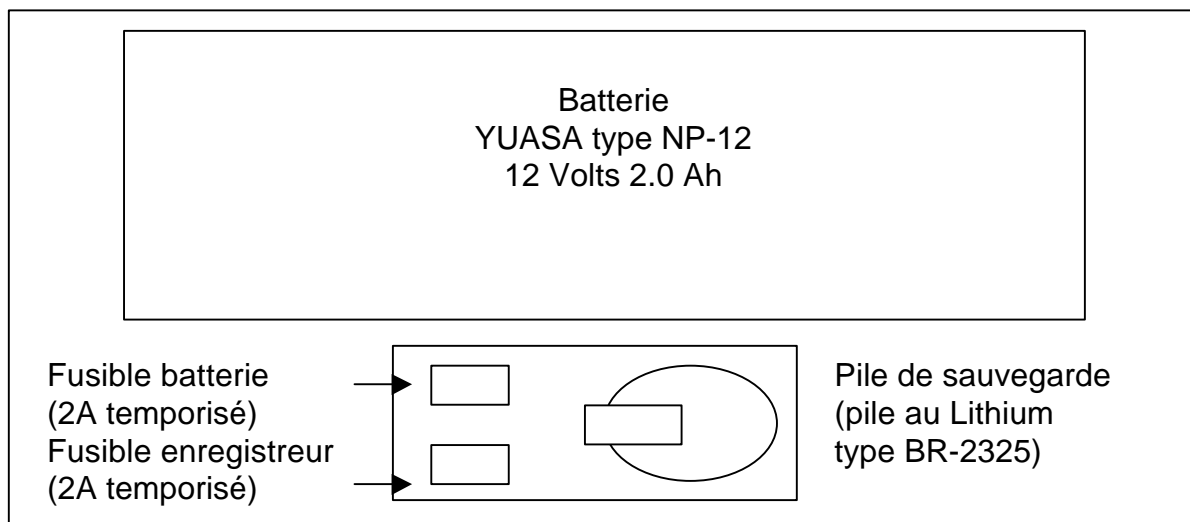 Batterie
YUASA type NP-12
12 Volts 2.0 Ah
Fusible batterie
(2A temporisé)
Fusible enregistreur
(2A temporisé)
Pile de sauvegarde
(pile au Lithium
type BR-2325)